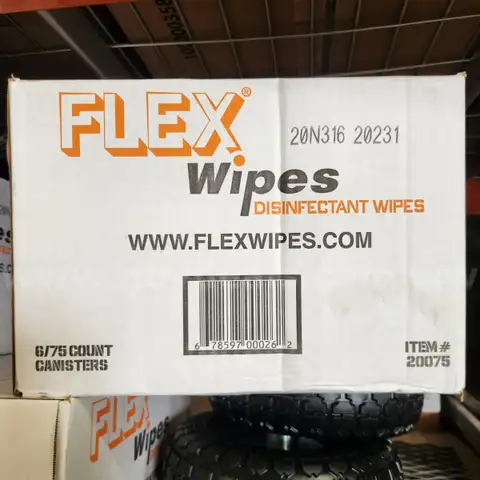 FLEX®
20N316 20231
Wipes
DISINFECTANT WIPES
WWW.FLEXWIPES.COM
6 78597 00026 2
6/75 COUNT
CANISTERS
ITEM#
20075
FLEX
Wipes